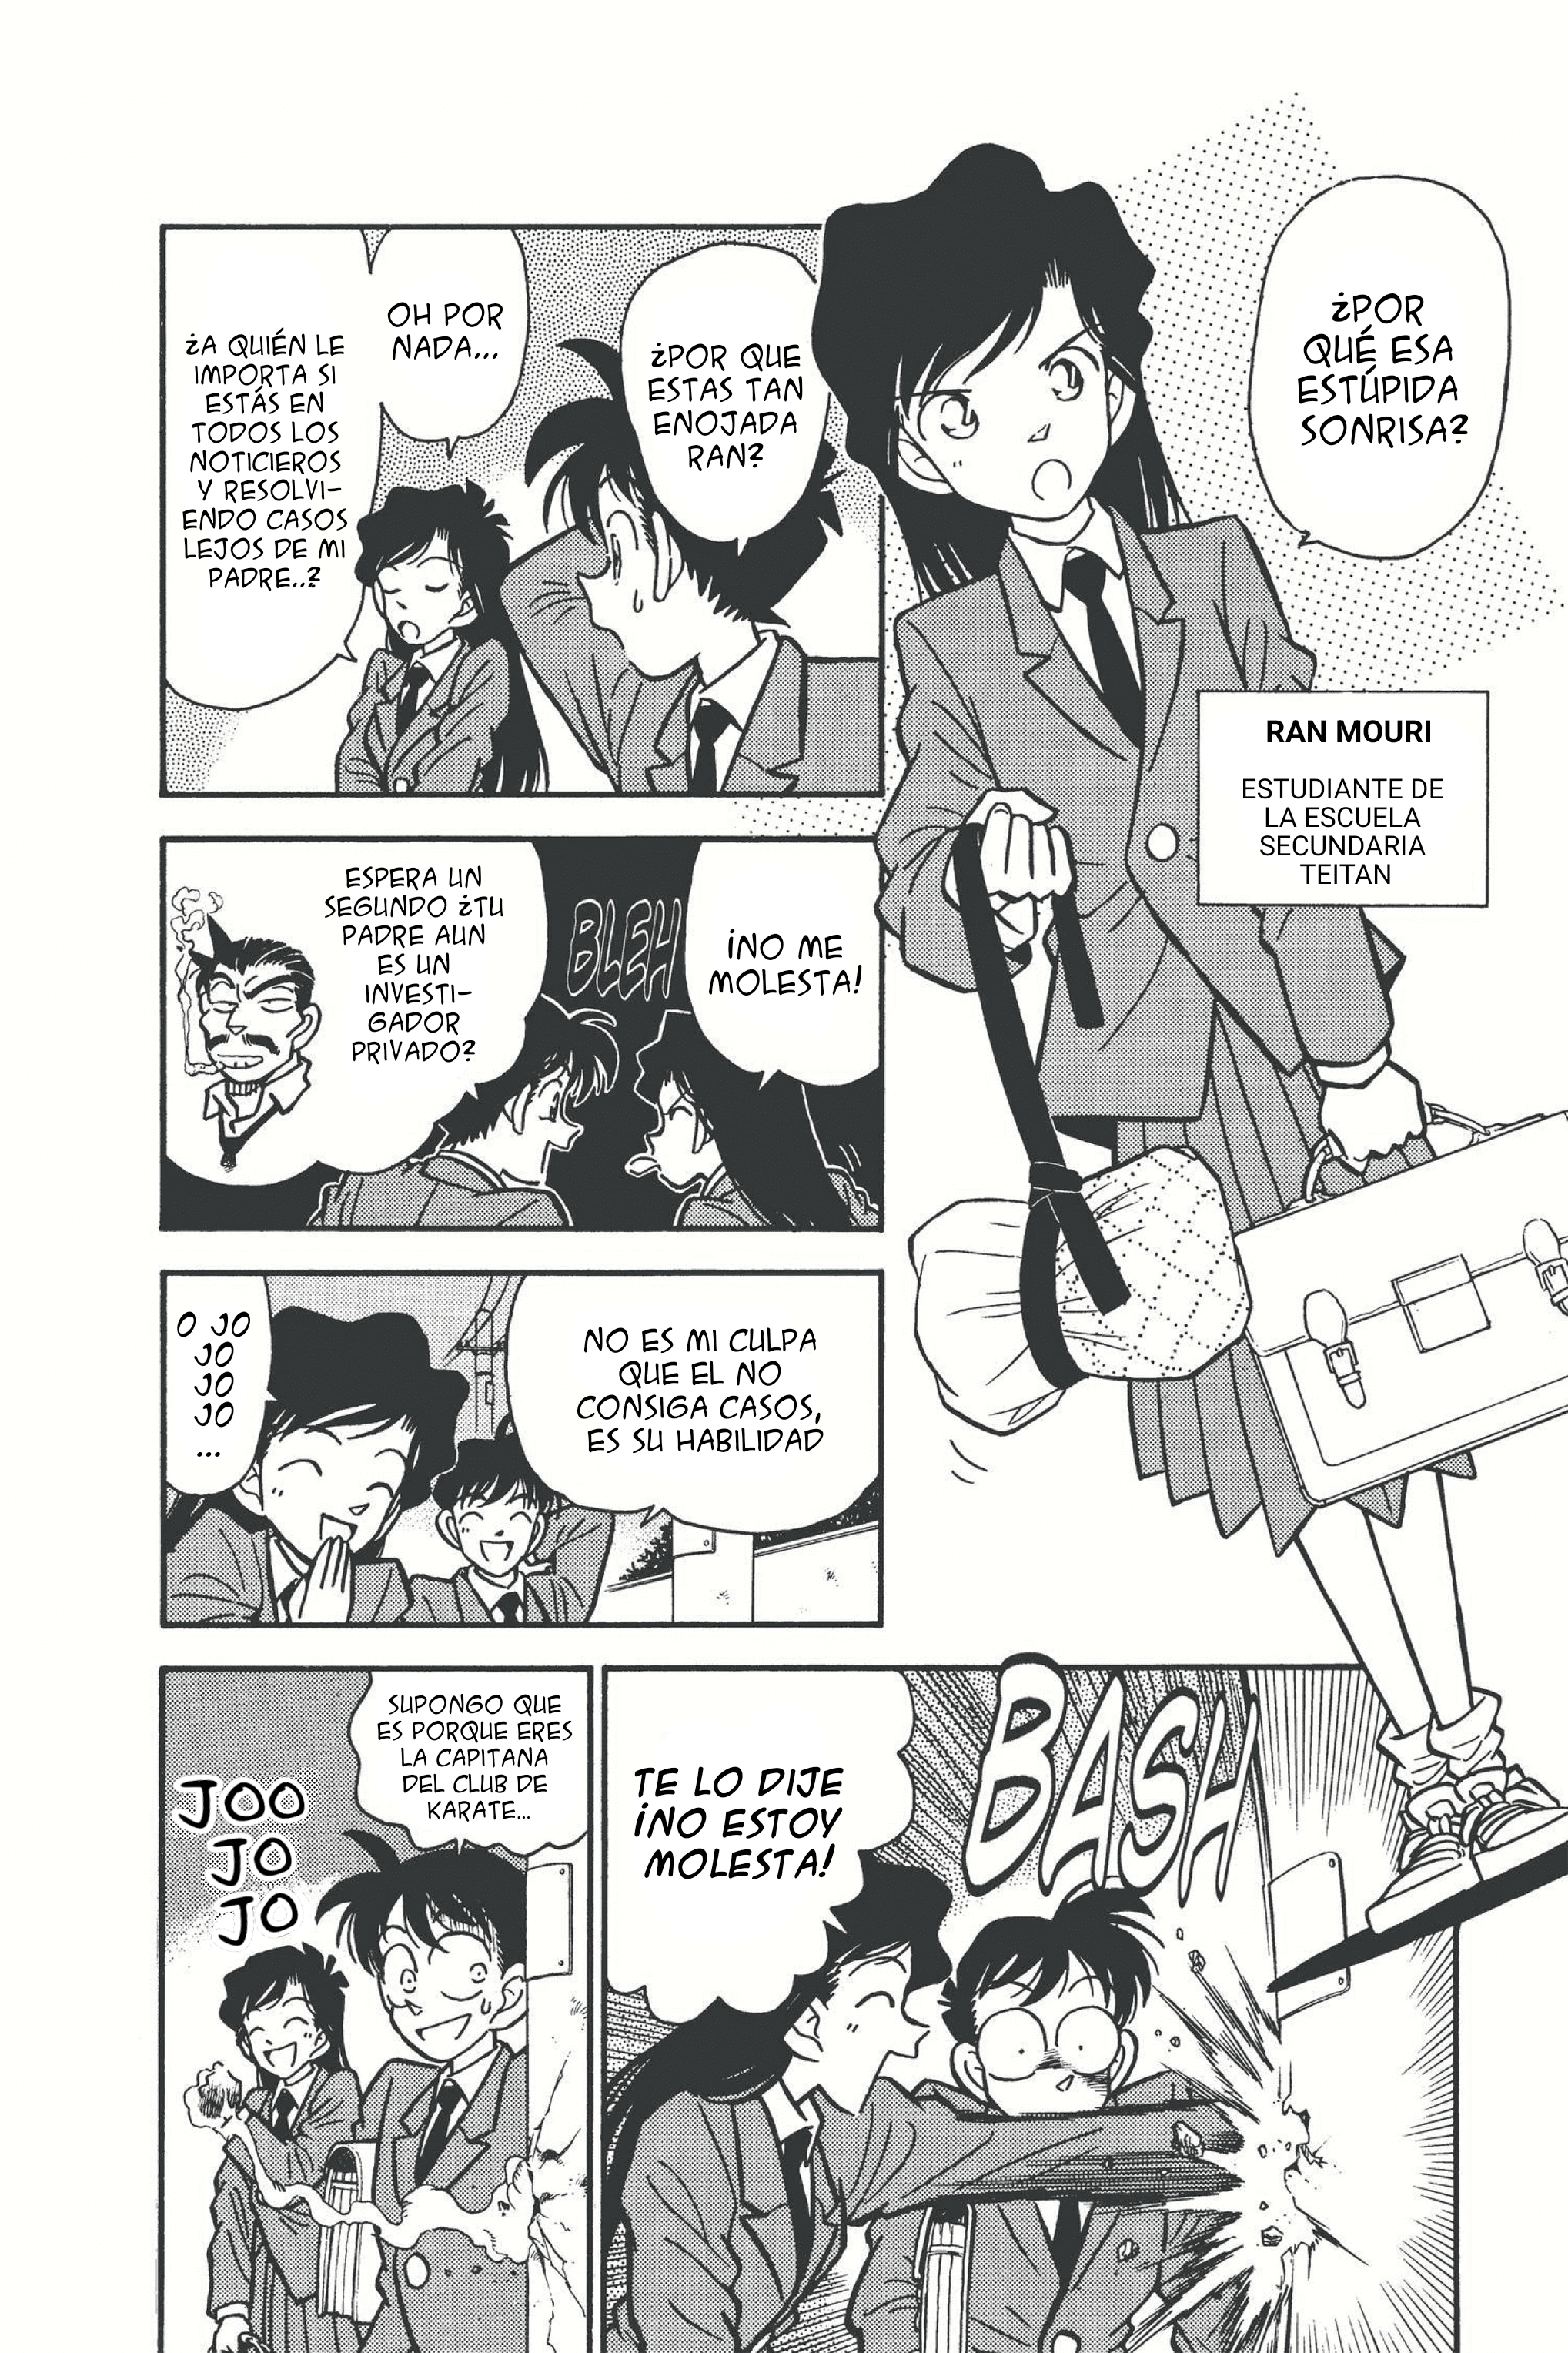 ¿POR
QUÉ ESA
ESTÚPIDA
SONRISA?
RAN MOURI
ESTUDIANTE DE
LA ESCUELA
SECUNDARIA
TEITAN
¿POR QUE
ESTAS TAN
ENOJADA
RAN?
OH POR
NADA...
¿A QUIÉN LE
IMPORTA SI
ESTÁS EN
TODOS LOS
NOTICIEROS
Y RESOLVI-
ENDO CASOS
LEJOS DE MI
PADRE..?
¡NO ME
MOLESTA!
BLEH
ESPERA UN
SEGUNDO ¿TU
PADRE AUN
ES UN
INVESTI-
GADOR
PRIVADO?
NO ES MI CULPA
QUE EL NO
CONSIGA CASOS,
ES SU HABILIDAD
O JO
JO
JO
JO
...
BASH
TE LO DIJE
¡NO ESTOY
MOLESTA!
SUPONGO QUE
ES PORQUE ERES
LA CAPITANA
DEL CLUB DE
KARATE...
JOO
JO
JO